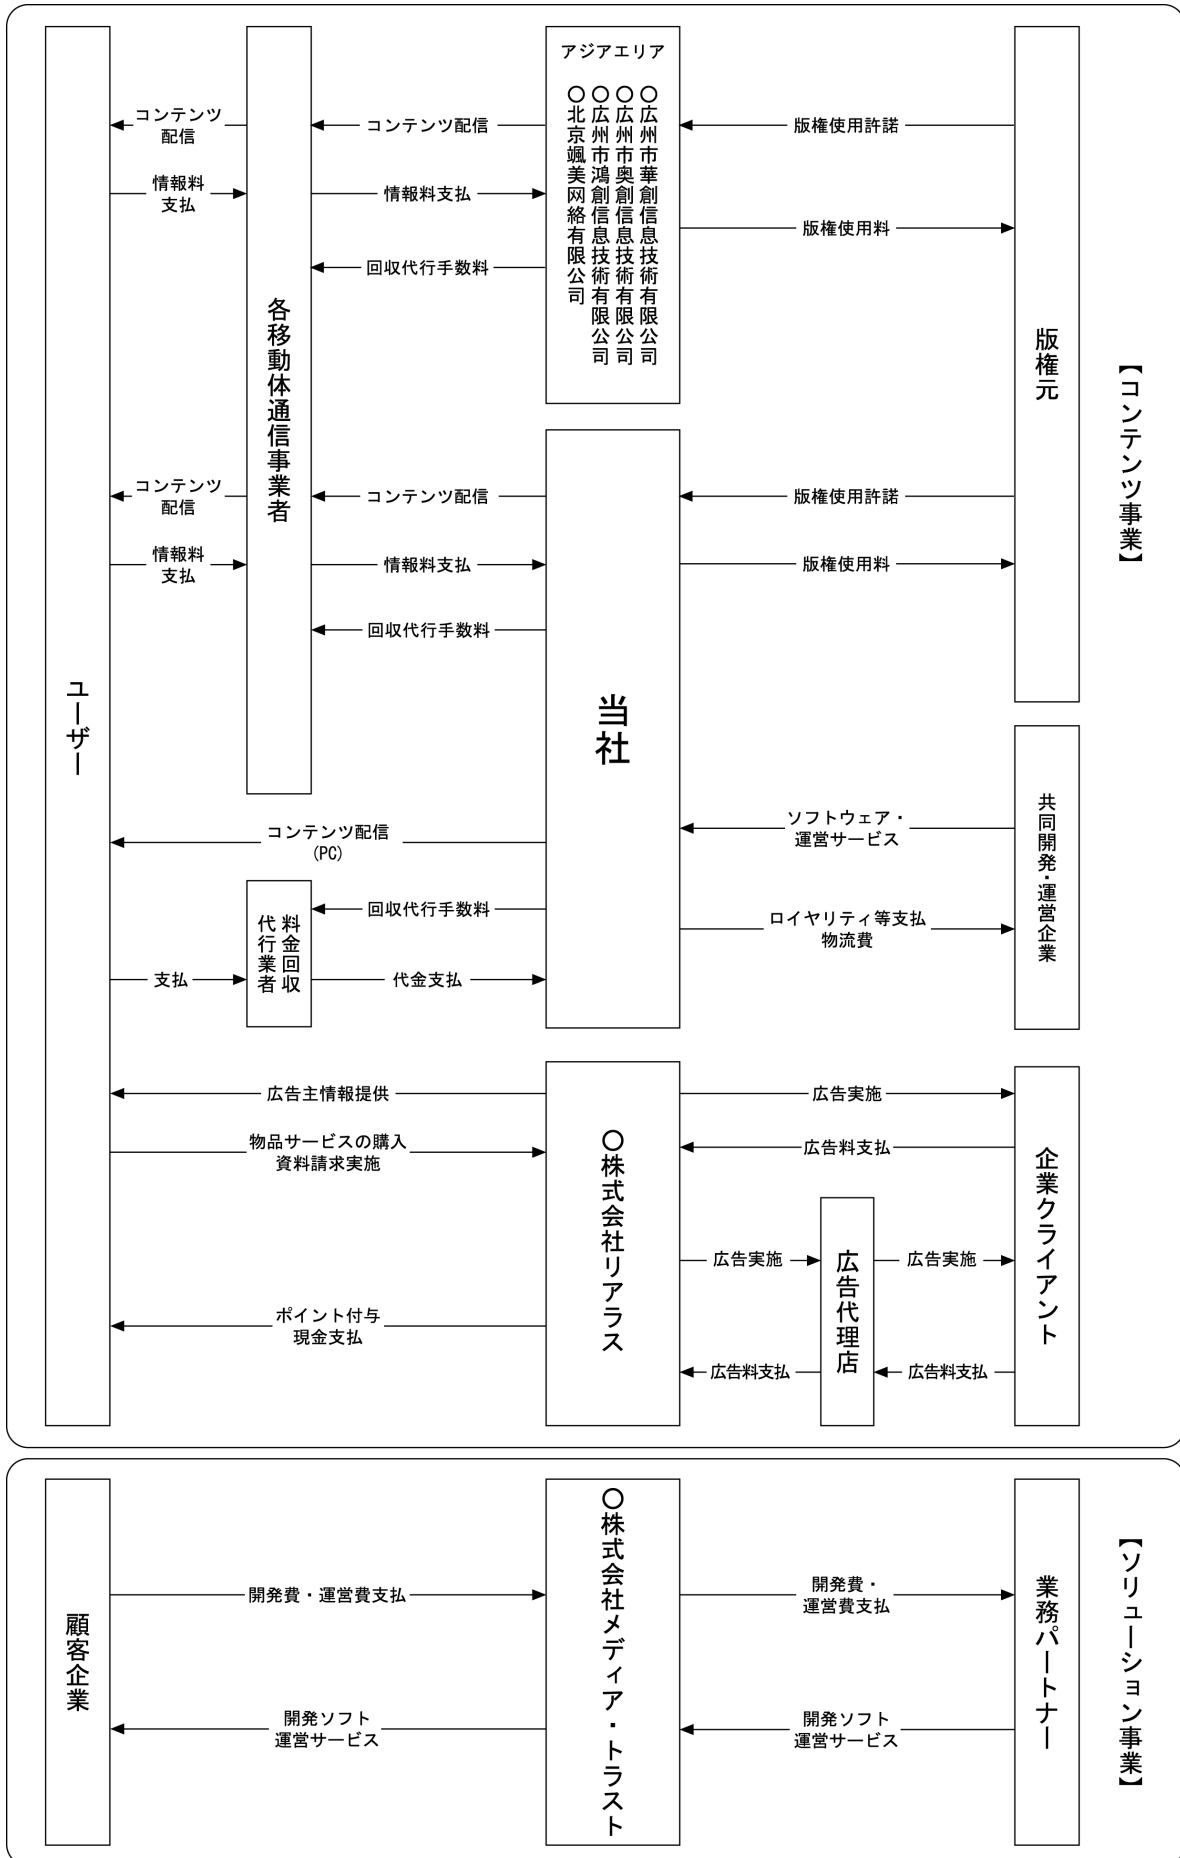 【コンテンツ事業】
ユーザー
各移動体通信事業者
アジアエリア
○広州市華創信息技術有限公司
○広州市奥創信息技術有限公司
○広州市鴻創信息技術有限公司
○北京颯美网絡有限公司
版権元
コンテンツ
配信
コンテンツ配信
版権使用許諾
情報料
支払
情報料支払
版権使用料
回収代行手数料
コンテンツ
配信
コンテンツ配信
版権使用許諾
情報料
支払
情報料支払
版権使用料
回収代行手数料
当社
共同開発・運営企業
コンテンツ配信
(PC)
ソフトウェア・
運営サービス
料金回収
代行業者
回収代行手数料
ロイヤリティ等支払
物流費
支払
代金支払
○株式会社リアラス
企業クライアント
広告主情報提供
広告実施
物品サービスの購入
資料請求実施
広告料支払
広告代理店
広告実施
広告実施
ポイント付与
現金支払
広告料支払
広告料支払
【ソリューション事業】
顧客企業
○株式会社メディア・トラスト
業務パートナー
開発費・運営費支払
開発費・
運営費支払
開発ソフト
運営サービス
開発ソフト
運営サービス